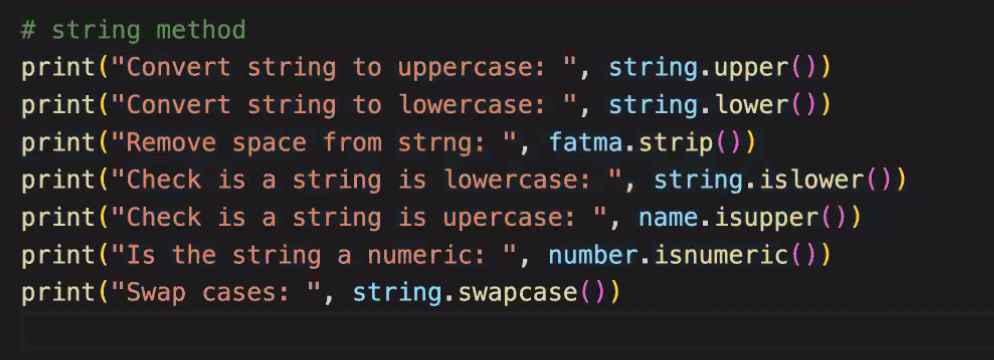 # string method
print("Convert string to uppercase: ", string.upper())
print("Convert string to lowercase: ", string.lower())
print("Remove space from strng: ", fatma.strip())
print("Check is a string is lowercase: ", string.islower())
print("Check is a string is upercase: ", name.isupper())
print("Is the string a numeric: ", number.isnumeric())
print("Swap cases: ", string.swapcase())